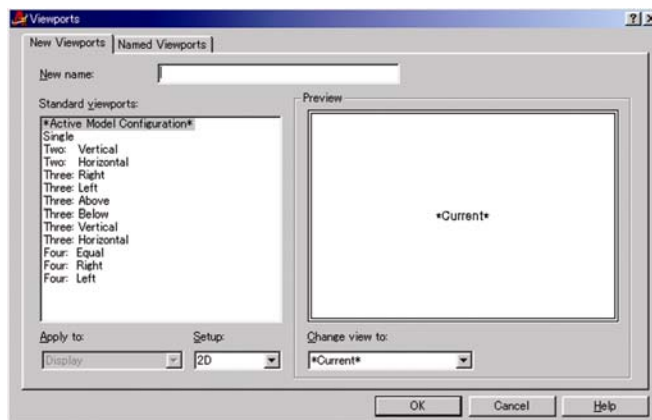 Viewports
New Viewports
Named Viewports
New name:
Standard viewports:
*Active Model Configuration*
Single
Two: Vertical
Two: Horizontal
Three: Right
Three: Left
Three: Above
Three: Below
Three: Vertical
Three: Horizontal
Four: Equal
Four: Right
Four: Left
Preview
*Current*
Apply to:
Setup:
Change view to:
Display
2D
*Current*
OK
Cancel
Help